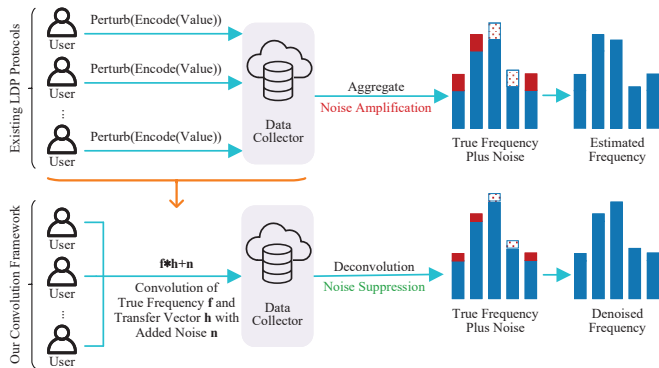 Existing LDP Protocols
User
Perturb(Encode(Value))
User
Perturb(Encode(Value))
...
User
Perturb(Encode(Value))
Data
Collector
Aggregate
Noise Amplification
True Frequency
Plus Noise
Estimated
Frequency
Our Convolution Framework
User
User
...
User
f*h+n
Convolution of
True Frequency f and
Transfer Vector h with
Added Noise n
Data
Collector
Deconvolution
Noise Suppression
True Frequency
Plus Noise
Denoised
Frequency